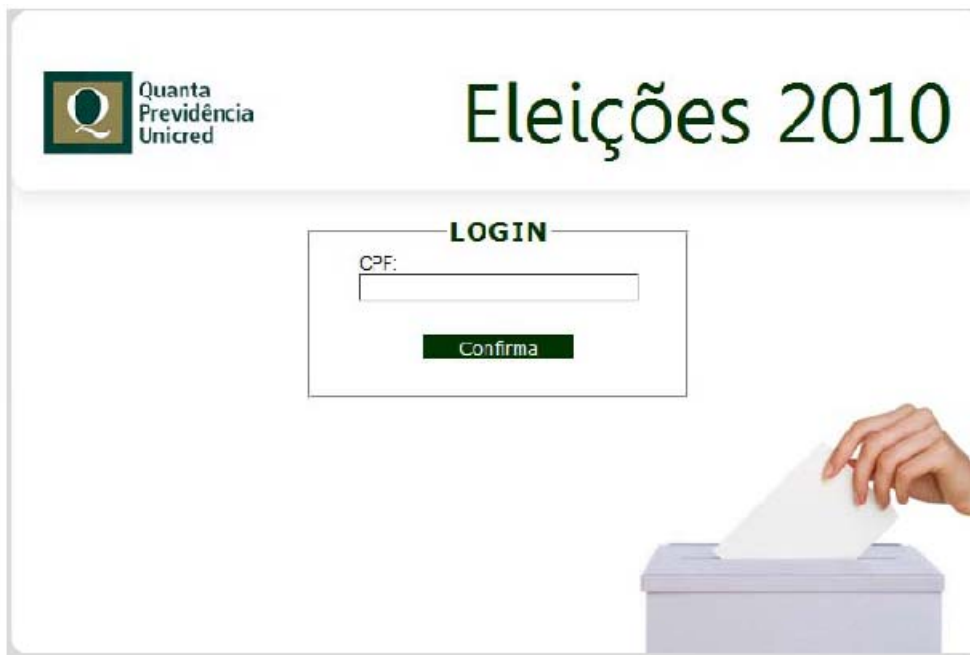 Quanta
Previdência
Unicred
Eleições 2010
LOGIN
CPF:
Confirma